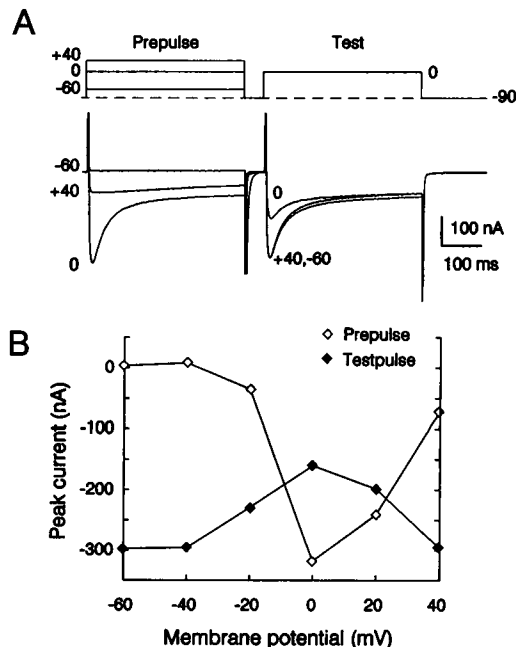 A
Prepulse
Test
+40
0
-60
0
-90
-60
+40
0
0
+40,-60
100 nA
100 ms
B
Prepulse
Testpulse
Peak current (nA)
0
-100
-200
-300
-60
-40
-20
0
20
40
Membrane potential (mV)